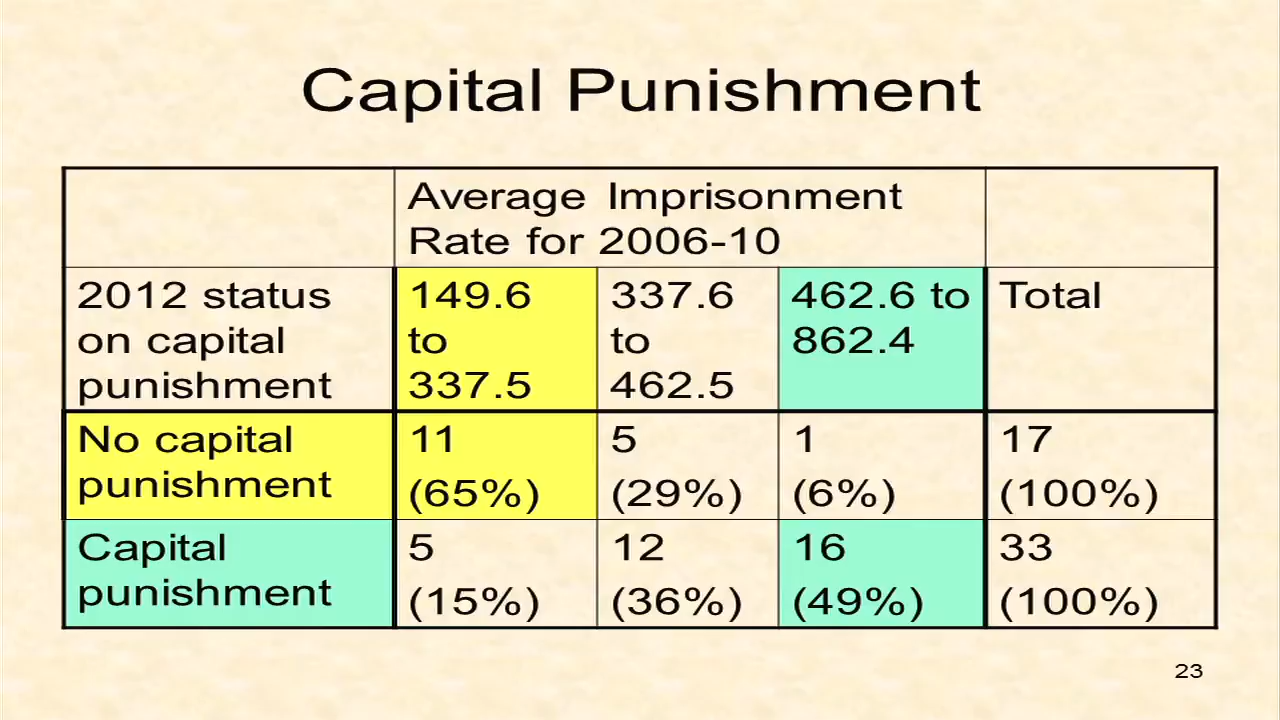 Capital Punishment
Average Imprisonment
Rate for 2006-10
2012 status
on capital
punishment
149.6
to
337.5
337.6
to
462.5
462.6 to
862.4
Total
No capital
punishment
11
(65%)
5
(29%)
1
(6%)
17
(100%)
Capital
punishment
5
(15%)
12
(36%)
16
(49%)
33
(100%)
23